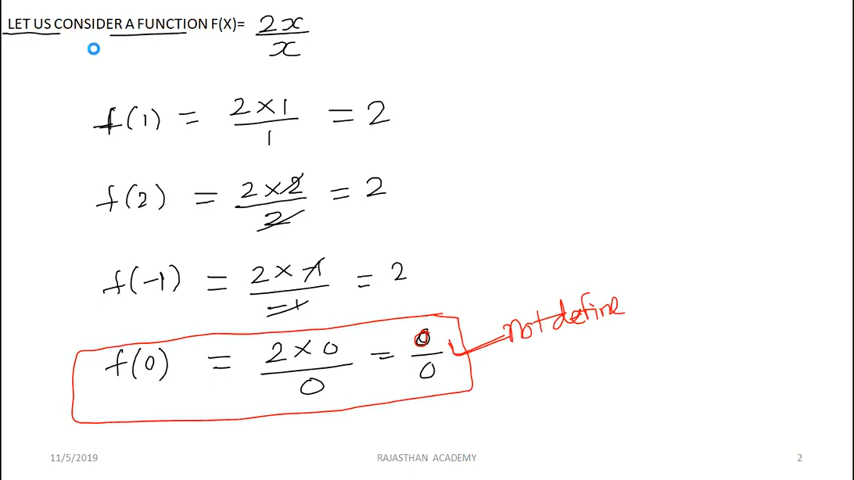 LET US CONSIDER A FUNCTION F(X)= 2x/x
f(1) = 2×1/1 = 2
f(2) = 2×2/2 = 2
f(-1) = 2×-1/-1 = 2
f(0) = 2×0/0 = 0/0 not define
11/5/2019 RAJASTHAN ACADEMY 2